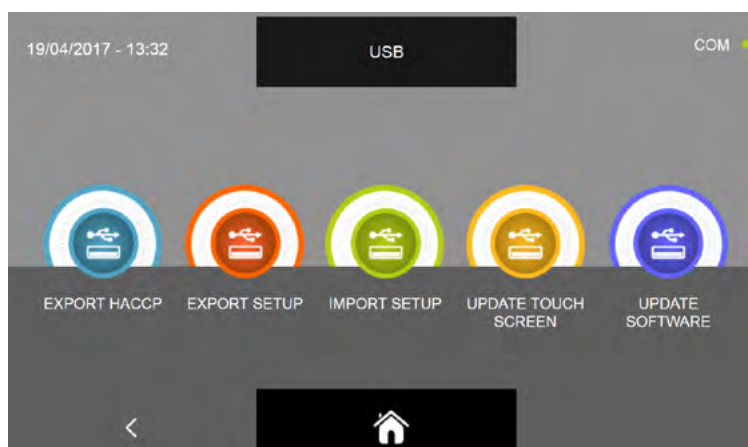 19/04/2017 - 13:32
USB
COM
EXPORT HACCP
EXPORT SETUP
IMPORT SETUP
UPDATE TOUCH
SCREEN
UPDATE
SOFTWARE